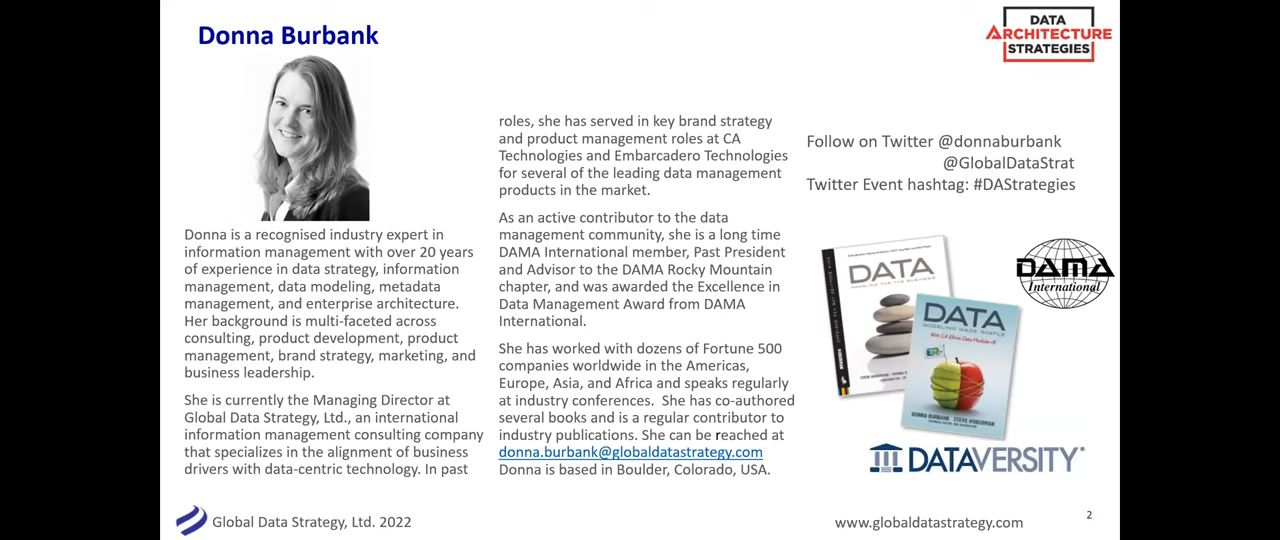 Donna Burbank
DATA
ARCHITECTURE
STRATEGIES
Donna is a recognised industry expert in
information management with over 20 years
of experience in data strategy, information
management, data modeling, metadata
management, and enterprise architecture.
Her background is multi-faceted across
consulting, product development, product
management, brand strategy, marketing, and
business leadership.
She is currently the Managing Director at
Global Data Strategy, Ltd., an international
information management consulting company
that specializes in the alignment of business
drivers with data-centric technology. In past
roles, she has served in key brand strategy
and product management roles at CA
Technologies and Embarcadero Technologies
for several of the leading data management
products in the market.
As an active contributor to the data
management community, she is a long time
DAMA International member, Past President
and Advisor to the DAMA Rocky Mountain
chapter, and was awarded the Excellence in
Data Management Award from DAMA
International.
She has worked with dozens of Fortune 500
companies worldwide in the Americas,
Europe, Asia, and Africa and speaks regularly
at industry conferences. She has co-authored
several books and is a regular contributor to
industry publications. She can be reached at
donna.burbank@globaldatastrategy.com
Donna is based in Boulder, Colorado, USA.
Follow on Twitter @donnaburbank
@GlobalDataStrat
Twitter Event hashtag: #DAStrategies
DATA
MODELING FOR THE BUSINESS
DATA
MODELING MADE SIMPLE
With CA ERwin Data Modeler r8
DONNA BURBANK STEVE HOBERMAN
DAMA
International
DATAVERSITY
Global Data Strategy, Ltd. 2022
www.globaldatastrategy.com
2